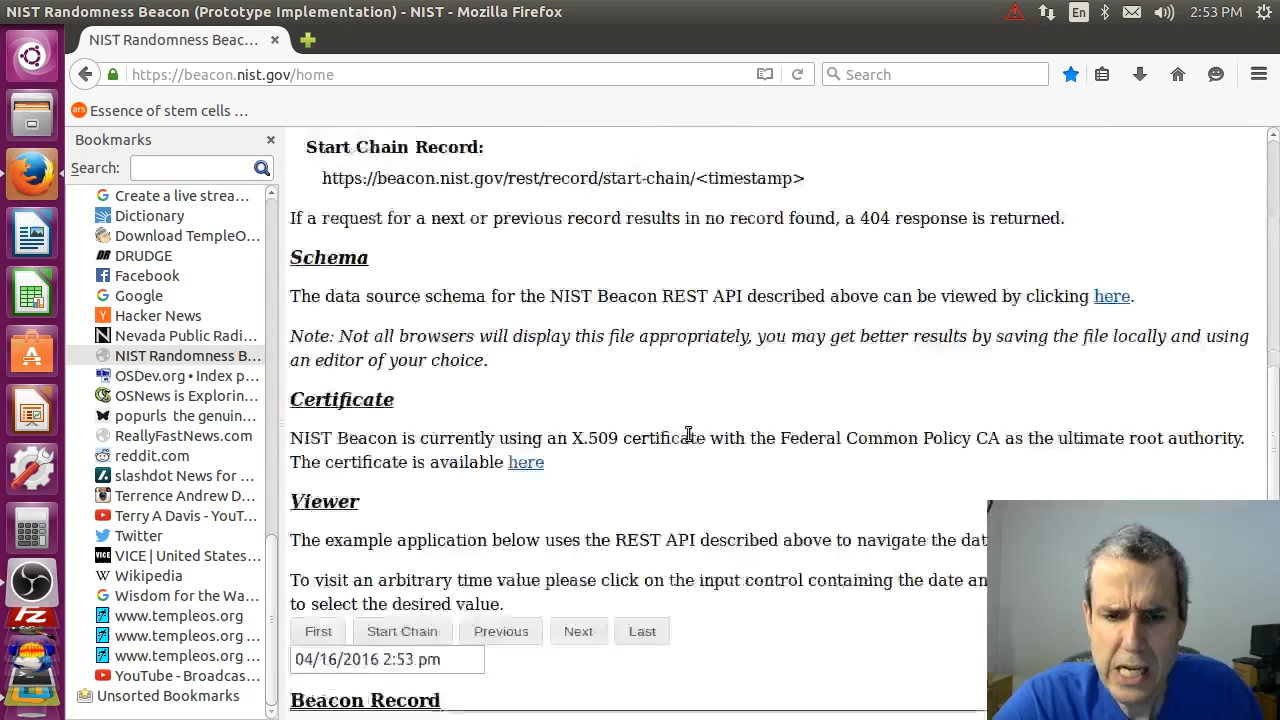 NIST Randomness Beacon (Prototype Implementation) - NIST - Mozilla Firefox
En
2:53 PM
NIST Randomness Beac...
https://beacon.nist.gov/home
Search
ars Essence of stem cells ...
Bookmarks
Search:
Create a live strea...
Dictionary
Download TempleO...
DRUDGE
Facebook
Google
Hacker News
Nevada Public Radi...
NIST Randomness B...
OSDev.org • Index p...
OSNews is Explorin...
popurls the genuin...
ReallyFastNews.com
reddit.com
slashdot News for ...
Terrence Andrew D...
Terry A Davis - YouT...
Twitter
VICE | United States...
Wikipedia
Wisdom for the Wa...
www.templeos.org
www.templeos.org ...
www.templeos.org ...
YouTube - Broadcas...
Unsorted Bookmarks
Start Chain Record:
https://beacon.nist.gov/rest/record/start-chain/<timestamp>
If a request for a next or previous record results in no record found, a 404 response is returned.
Schema
The data source schema for the NIST Beacon REST API described above can be viewed by clicking here.
Note: Not all browsers will display this file appropriately, you may get better results by saving the file locally and using
an editor of your choice.
Certificate
NIST Beacon is currently using an X.509 certificate with the Federal Common Policy CA as the ultimate root authority.
The certificate is available here
Viewer
The example application below uses the REST API described above to navigate the dat
To visit an arbitrary time value please click on the input control containing the date an
to select the desired value.
First Start Chain Previous Next Last
04/16/2016 2:53 pm
Beacon Record